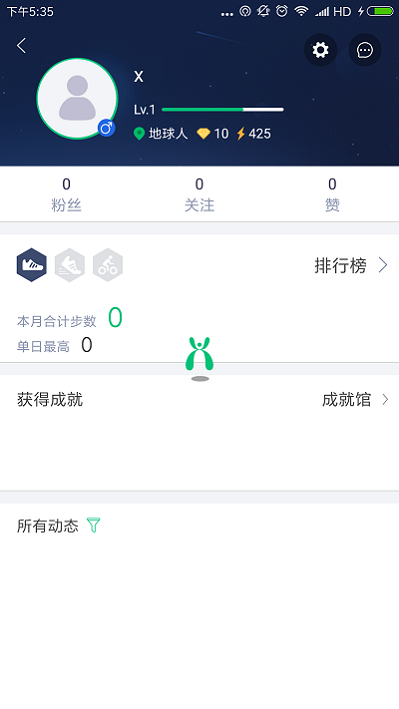 下午5:35
... HD
x
Lv.1
地球人 10 425
0 0 0
粉丝 关注 赞
排行榜
本月合计步数 0
单日最高 0
获得成就 成就馆
所有动态